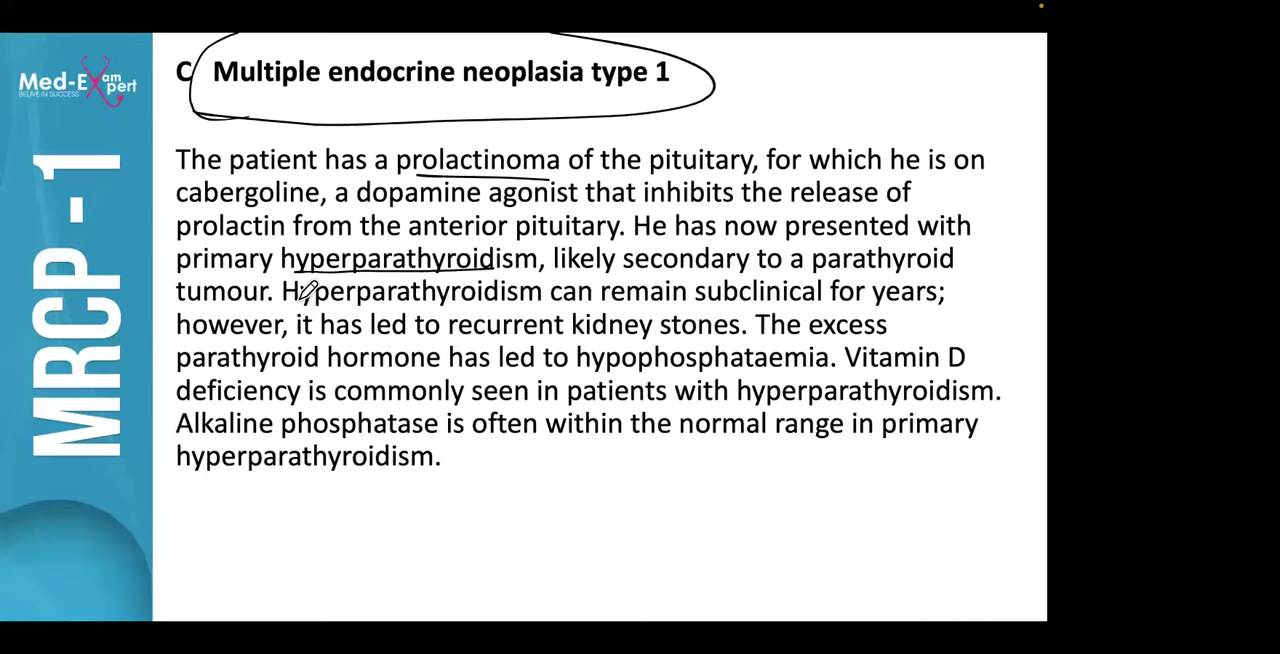 Med-Exam
pert
BELIVE IN SUCCESS
MRCP - 1
C Multiple endocrine neoplasia type 1
The patient has a prolactinoma of the pituitary, for which he is on
cabergoline, a dopamine agonist that inhibits the release of
prolactin from the anterior pituitary. He has now presented with
primary hyperparathyroidism, likely secondary to a parathyroid
tumour. Hyperparathyroidism can remain subclinical for years;
however, it has led to recurrent kidney stones. The excess
parathyroid hormone has led to hypophosphataemia. Vitamin D
deficiency is commonly seen in patients with hyperparathyroidism.
Alkaline phosphatase is often within the normal range in primary
hyperparathyroidism.